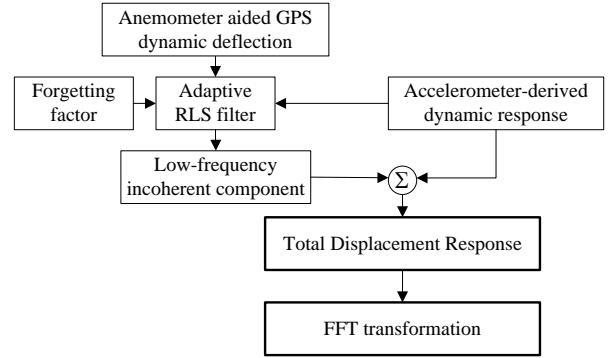 Anemometer aided GPS
dynamic deflection
Forgetting
factor
Adaptive
RLS filter
Accelerometer-derived
dynamic response
Low-frequency
incoherent component
Σ
Total Displacement Response
FFT transformation